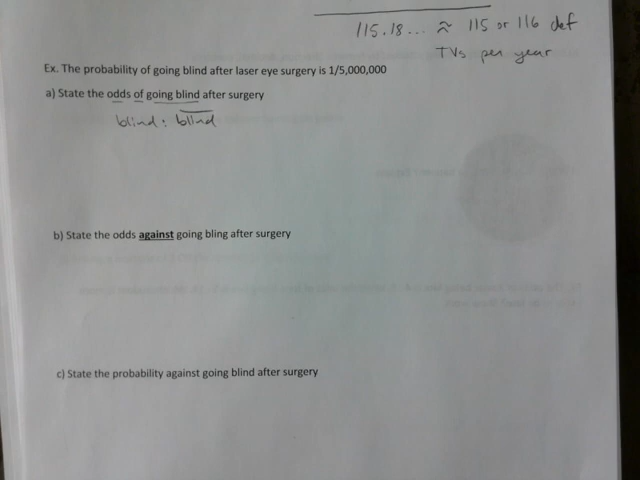 115.18... ≈ 115 or 116 def
TVs per year
Ex. The probability of going blind after laser eye surgery is 1/5,000,000
a) State the odds of going blind after surgery
blind : blind
b) State the odds against going bling after surgery
c) State the probability against going blind after surgery